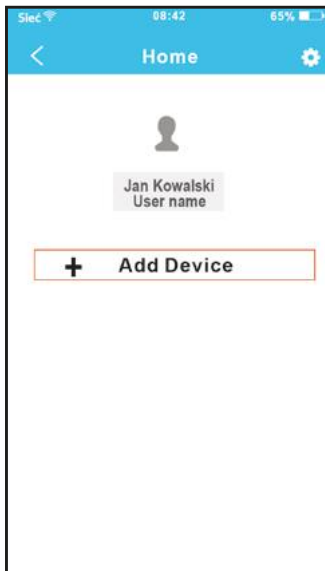 Sieć 08:42 65%
Home
Jan Kowalski
User name
+ Add Device